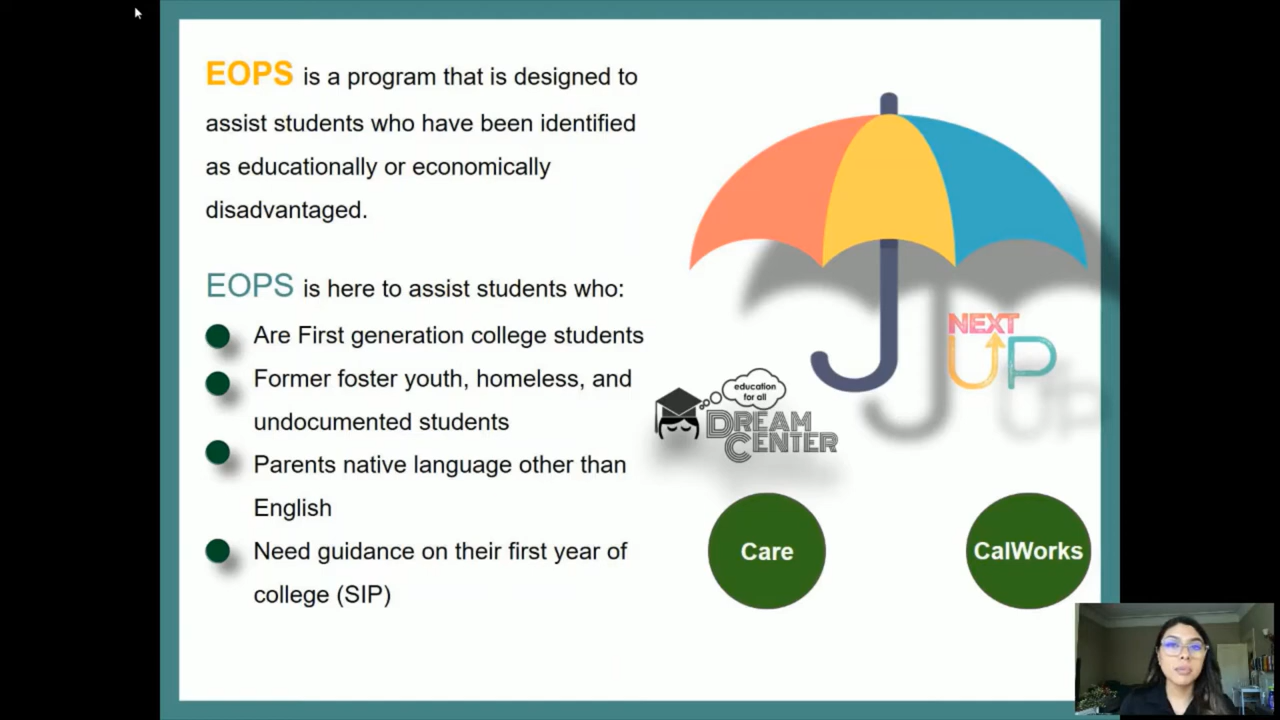 EOPS is a program that is designed to
assist students who have been identified
as educationally or economically
disadvantaged.
EOPS is here to assist students who:
Are First generation college students
Former foster youth, homeless, and
undocumented students
Parents native language other than
English
Need guidance on their first year of
college (SIP)
NEXT
UP
education
for all
DREAM
CENTER
Care
CalWorks